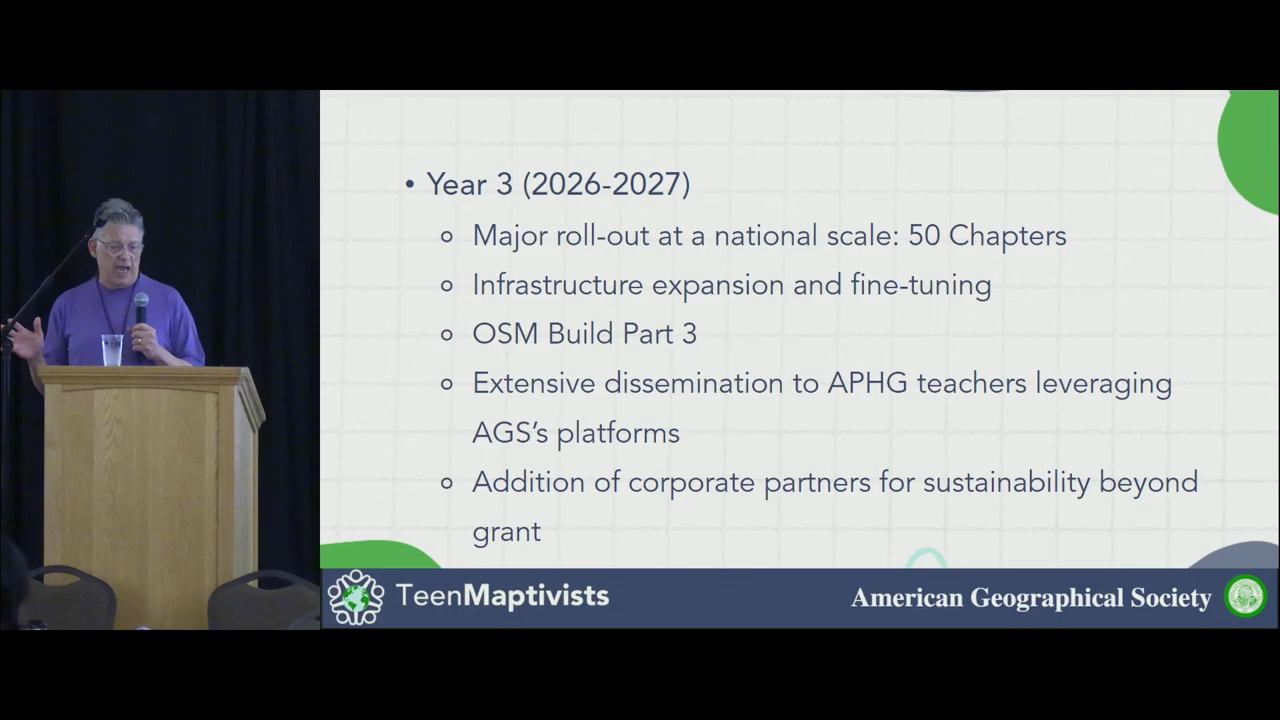 • Year 3 (2026-2027)
o Major roll-out at a national scale: 50 Chapters
o Infrastructure expansion and fine-tuning
o OSM Build Part 3
o Extensive dissemination to APHG teachers leveraging
AGS’s platforms
o Addition of corporate partners for sustainability beyond
grant
TeenMaptivists
American Geographical Society